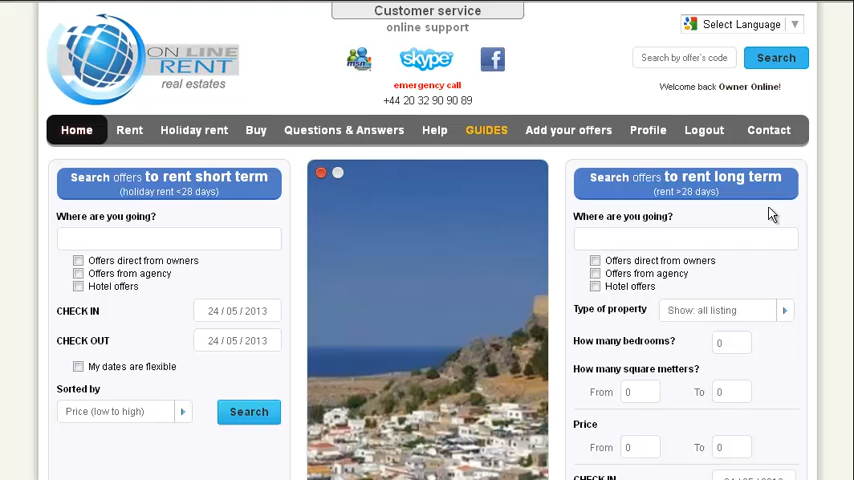 Customer service
online support
ON LINE
RENT
real estates
msn
skype
f
emergency call
+44 20 32 90 90 89
Select Language
Search by offer's code
Search
Welcome back Owner Online!
Home
Rent
Holiday rent
Buy
Questions & Answers
Help
GUIDES
Add your offers
Profile
Logout
Contact
Search offers to rent short term
(holiday rent <28 days)
Where are you going?
Offers direct from owners
Offers from agency
Hotel offers
CHECK IN
24 / 05 / 2013
CHECK OUT
24 / 05 / 2013
My dates are flexible
Sorted by
Price (low to high)
Search
Search offers to rent long term
(rent >28 days)
Where are you going?
Offers direct from owners
Offers from agency
Hotel offers
Type of property
Show: all listing
How many bedrooms?
0
How many square metters?
From 0 To 0
Price
From 0 To 0
CHECK IN
24 / 05 / 2013